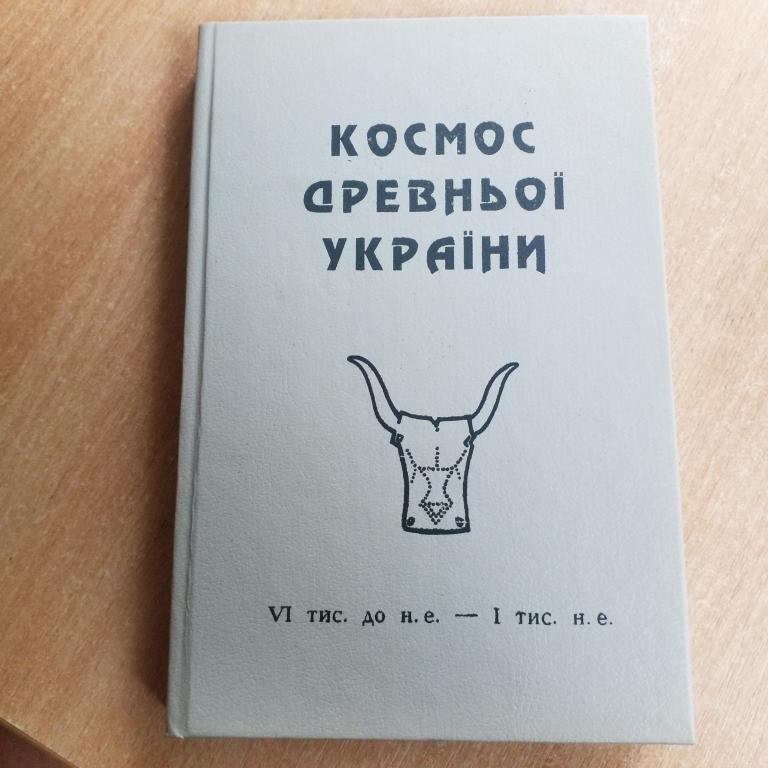 КОСМОС
ДРЕВНЬОЇ
УКРАЇНИ
VI тис. до н.е. — I тис. н.е.